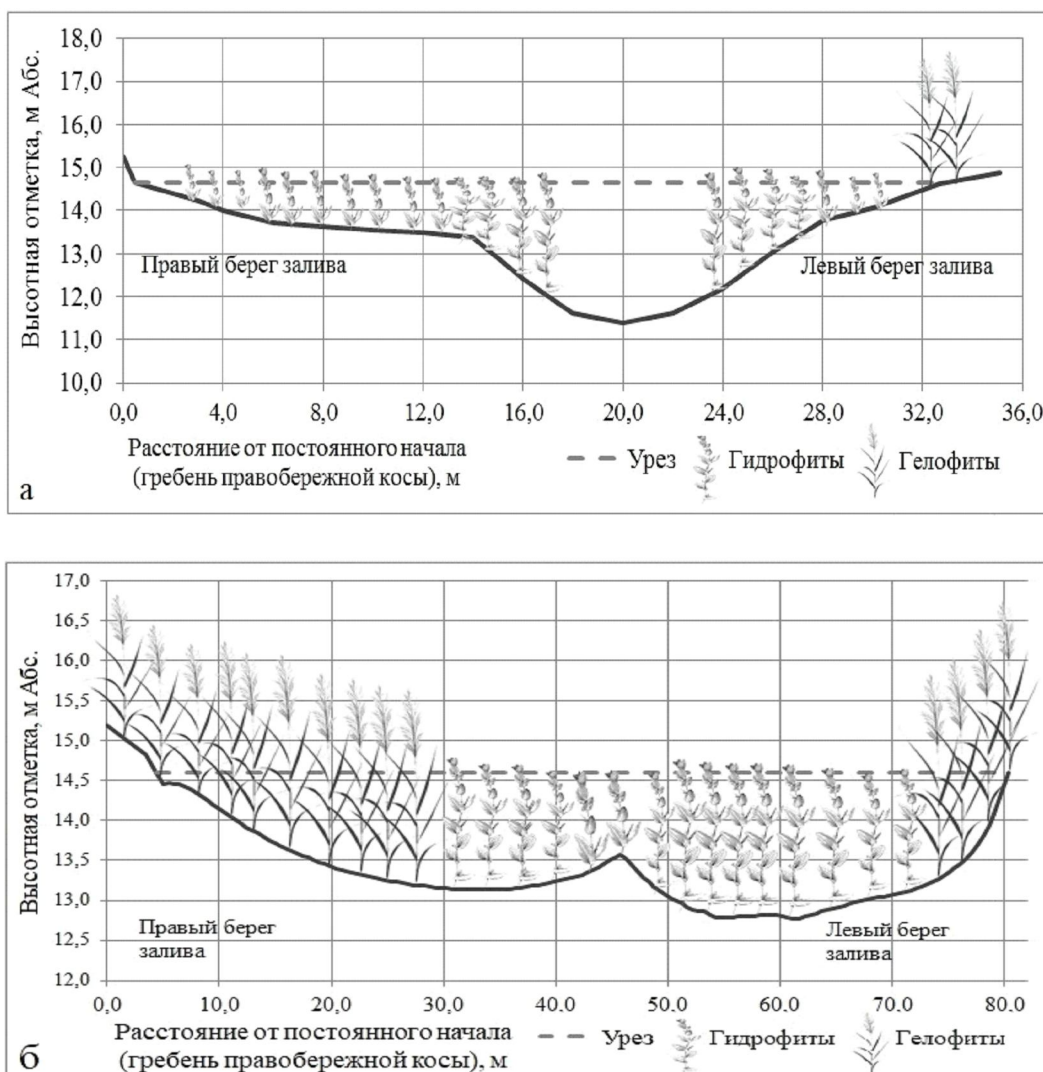 18,0
17,0
16,0
15,0
14,0
13,0
12,0
11,0
10,0
Высотная отметка, м Абс.
Правый берег залива
Левый берег залива
0,0 4,0 8,0 12,0 16,0 20,0 24,0 28,0 32,0 36,0
Расстояние от постоянного начала
(гребень правобережной косы), м
Урез Гидрофиты Гелофиты
а
17,0
16,5
16,0
15,5
15,0
14,5
14,0
13,5
13,0
12,5
12,0
Высотная отметка, м Абс.
Правый берег
залива
Левый берег
залива
0,0 10,0 20,0 30,0 40,0 50,0 60,0 70,0 80,0
Расстояние от постоянного начала
(гребень правобережной косы), м
Урез Гидрофиты Гелофиты
б